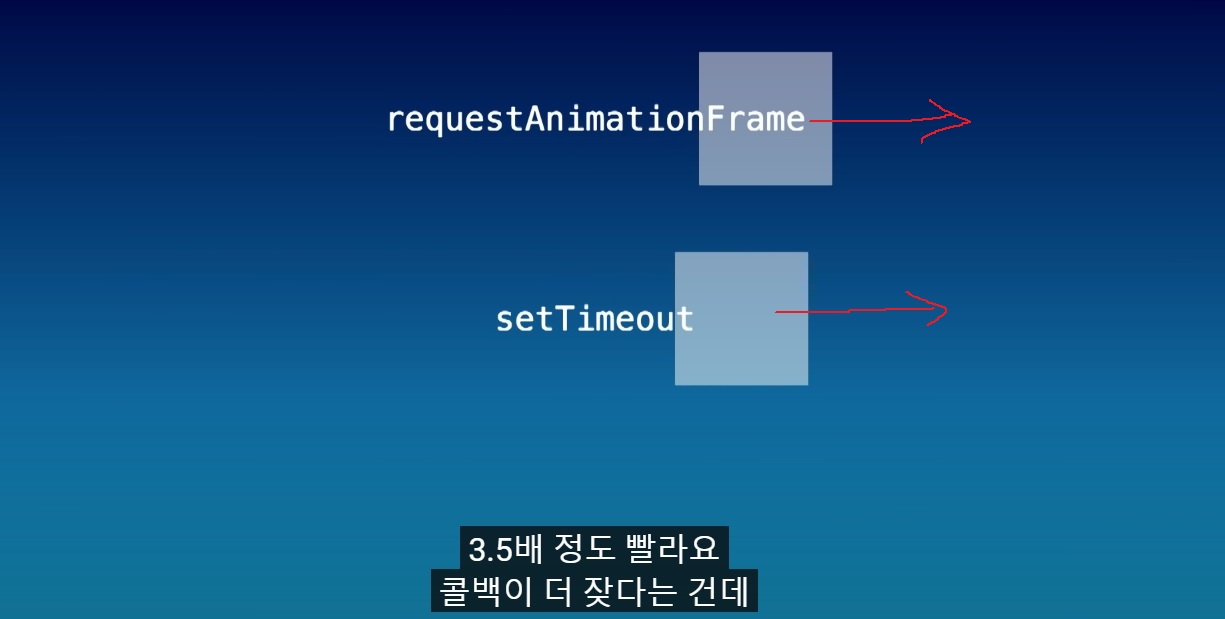 requestAnimationFrame
setTimeout
3.5배 정도 빨라요
콜백이 더 잦다는 건데